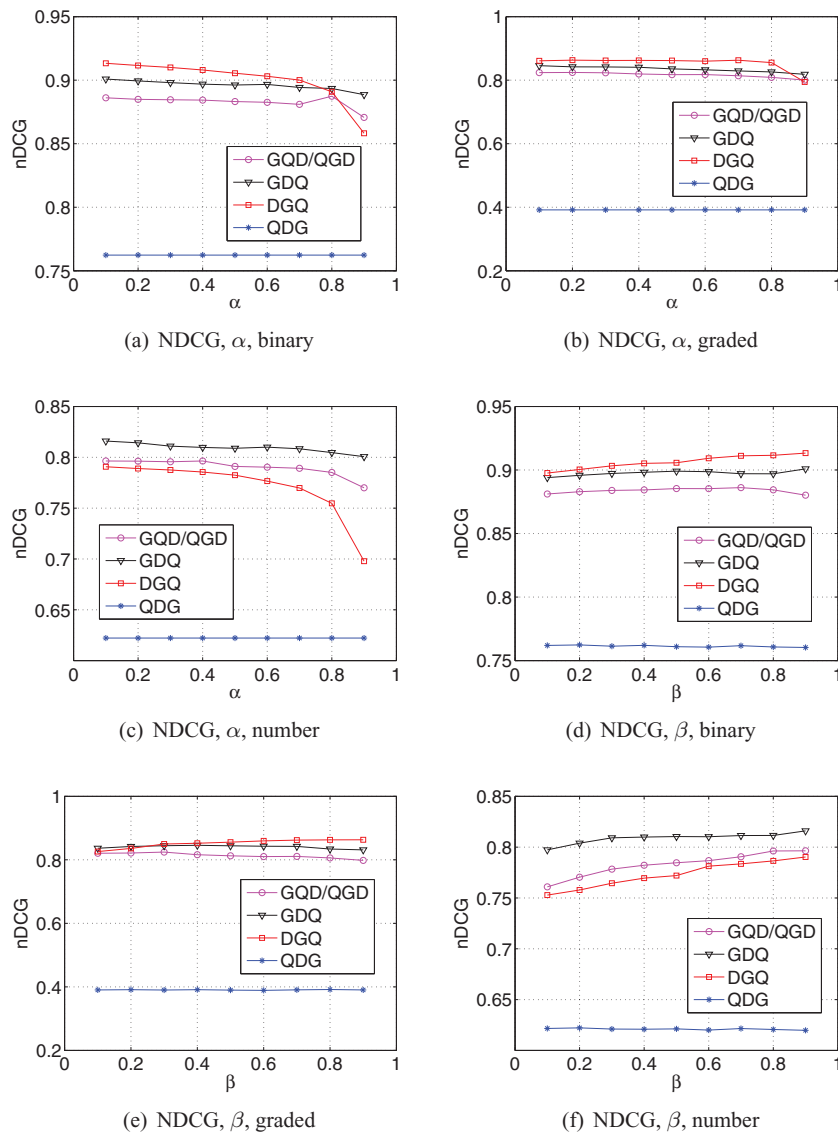 0.95
0.9
0.85
0.8
0.75
nDCG
0 0.2 0.4 0.6 0.8 1
α
GQD/QGD
GDQ
DGQ
QDG
(a) NDCG, α, binary
1
0.8
0.6
0.4
0.2
nDCG
0 0.2 0.4 0.6 0.8 1
α
GQD/QGD
GDQ
DGQ
QDG
(b) NDCG, α, graded
0.85
0.8
0.75
0.7
0.65
nDCG
0 0.2 0.4 0.6 0.8 1
α
GQD/QGD
GDQ
DGQ
QDG
(c) NDCG, α, number
0.95
0.9
0.85
0.8
0.75
nDCG
0 0.2 0.4 0.6 0.8 1
β
GQD/QGD
GDQ
DGQ
QDG
(d) NDCG, β, binary
1
0.8
0.6
0.4
0.2
nDCG
0 0.2 0.4 0.6 0.8 1
β
GQD/QGD
GDQ
DGQ
QDG
(e) NDCG, β, graded
0.85
0.8
0.75
0.7
0.65
nDCG
0 0.2 0.4 0.6 0.8 1
β
GQD/QGD
GDQ
DGQ
QDG
(f) NDCG, β, number